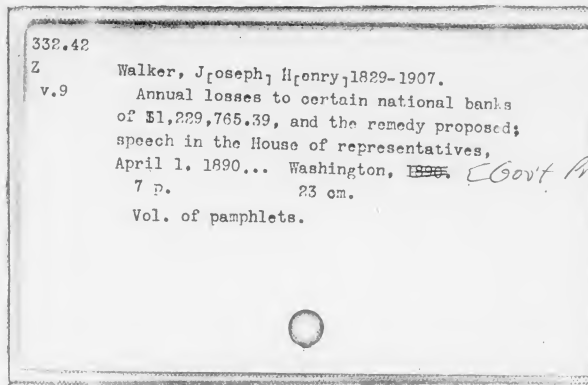 332.42
Z Walker, J[oseph] H[enry] 1829-1907.
v.9 Annual losses to certain national banks
of $1,229,765.39, and the remedy proposed;
speech in the House of representatives,
April 1. 1890... Washington, 1890. [Gov't Pr
7 p. 23 cm.
Vol. of pamphlets.